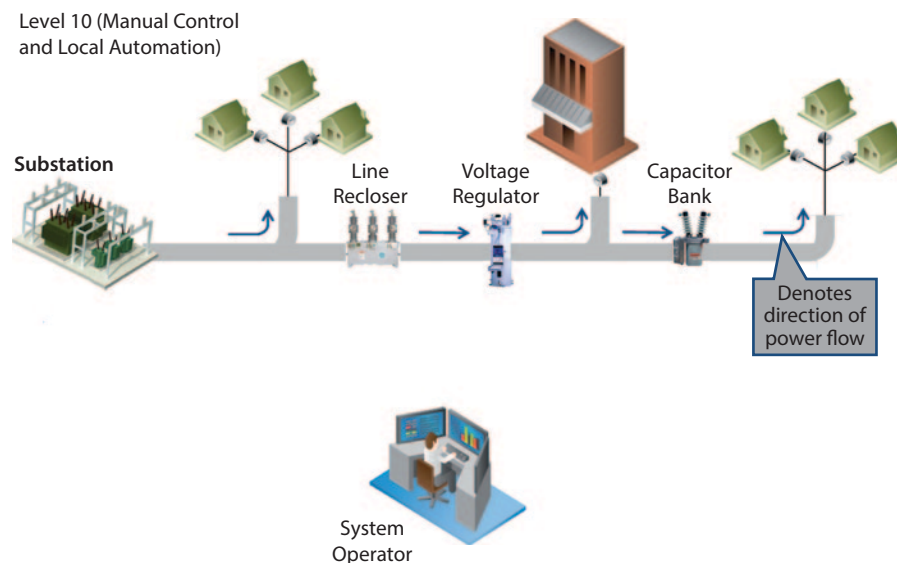 Level 10 (Manual Control
and Local Automation)
Substation
Line
Recloser
Voltage
Regulator
Capacitor
Bank
Denotes
direction of
power flow
System
Operator